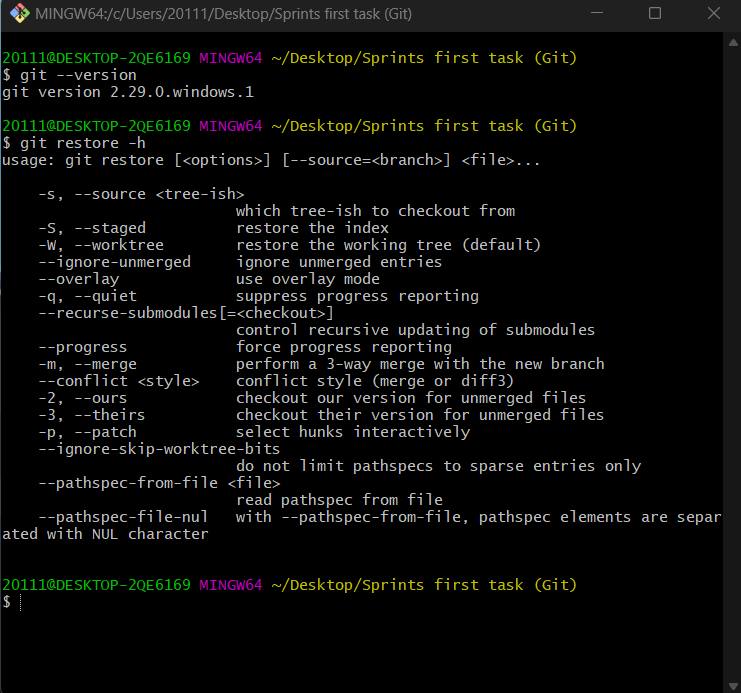 MINGW64:/c/Users/20111/Desktop/Sprints first task (Git)
20111@DESKTOP-2QE6169 MINGW64 ~/Desktop/Sprints first task (Git)
$ git --version
git version 2.29.0.windows.1
20111@DESKTOP-2QE6169 MINGW64 ~/Desktop/Sprints first task (Git)
$ git restore -h
usage: git restore [<options>] [--source=<branch>] <file>...
    -s, --source <tree-ish>
                          which tree-ish to checkout from
    -S, --staged          restore the index
    -W, --worktree        restore the working tree (default)
    --ignore-unmerged     ignore unmerged entries
    --overlay             use overlay mode
    -q, --quiet           suppress progress reporting
    --recurse-submodules[=<checkout>]
                          control recursive updating of submodules
    --progress            force progress reporting
    -m, --merge           perform a 3-way merge with the new branch
    --conflict <style>    conflict style (merge or diff3)
    -2, --ours            checkout our version for unmerged files
    -3, --theirs          checkout their version for unmerged files
    -p, --patch           select hunks interactively
    --ignore-skip-worktree-bits
                          do not limit pathspecs to sparse entries only
    --pathspec-from-file <file>
                          read pathspec from file
    --pathspec-file-nul   with --pathspec-from-file, pathspec elements are separ
ated with NUL character
20111@DESKTOP-2QE6169 MINGW64 ~/Desktop/Sprints first task (Git)
$